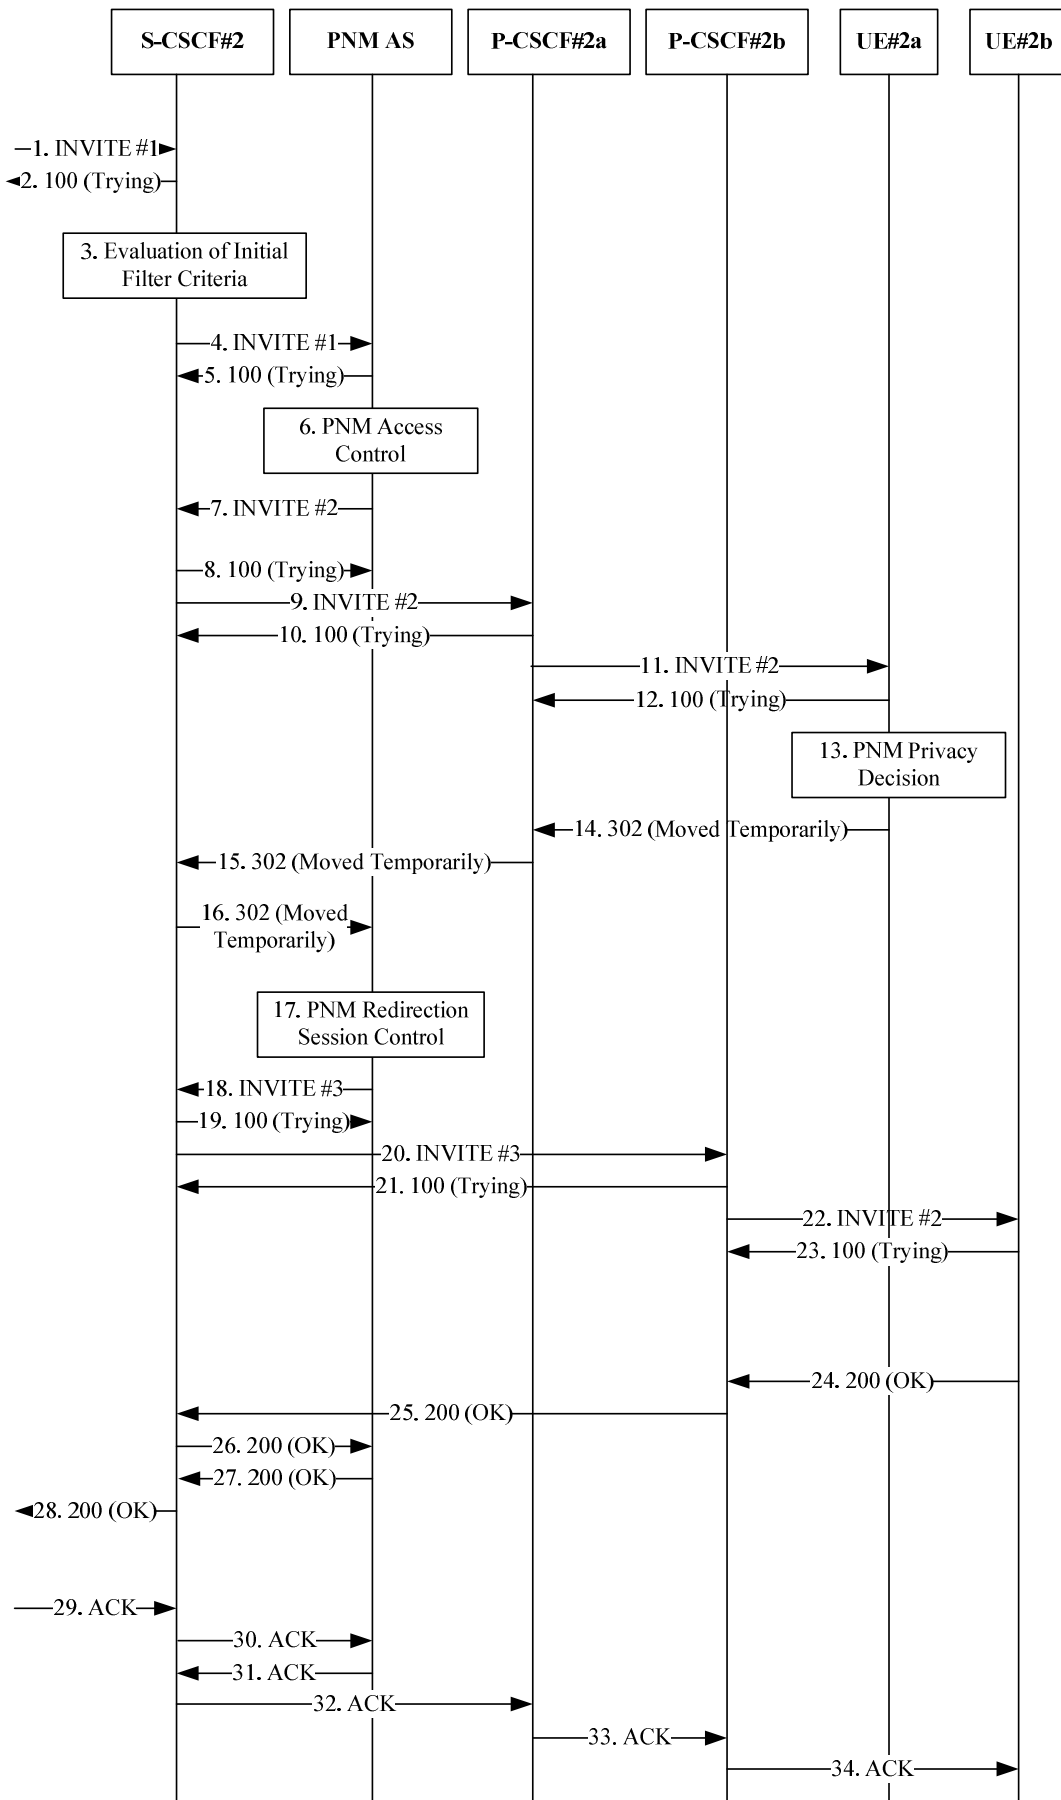 S-CSCF#2
PNM AS
P-CSCF#2a
P-CSCF#2b
UE#2a
UE#2b
1. INVITE #1
2. 100 (Trying)
3. Evaluation of Initial
Filter Criteria
4. INVITE #1
5. 100 (Trying)
6. PNM Access
Control
7. INVITE #2
8. 100 (Trying)
9. INVITE #2
10. 100 (Trying)
11. INVITE #2
12. 100 (Trying)
13. PNM Privacy
Decision
14. 302 (Moved Temporarily)
15. 302 (Moved Temporarily)
16. 302 (Moved
Temporarily)
17. PNM Redirection
Session Control
18. INVITE #3
19. 100 (Trying)
20. INVITE #3
21. 100 (Trying)
22. INVITE #2
23. 100 (Trying)
24. 200 (OK)
25. 200 (OK)
26. 200 (OK)
27. 200 (OK)
28. 200 (OK)
29. ACK
30. ACK
31. ACK
32. ACK
33. ACK
34. ACK